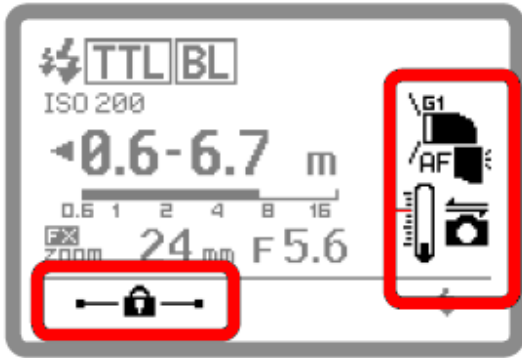 TTL BL
ISO 200
G1
0.6-6.7 m
AF
0.6 1 2 4 8 16
FX
ZOOM 24 mm F 5.6